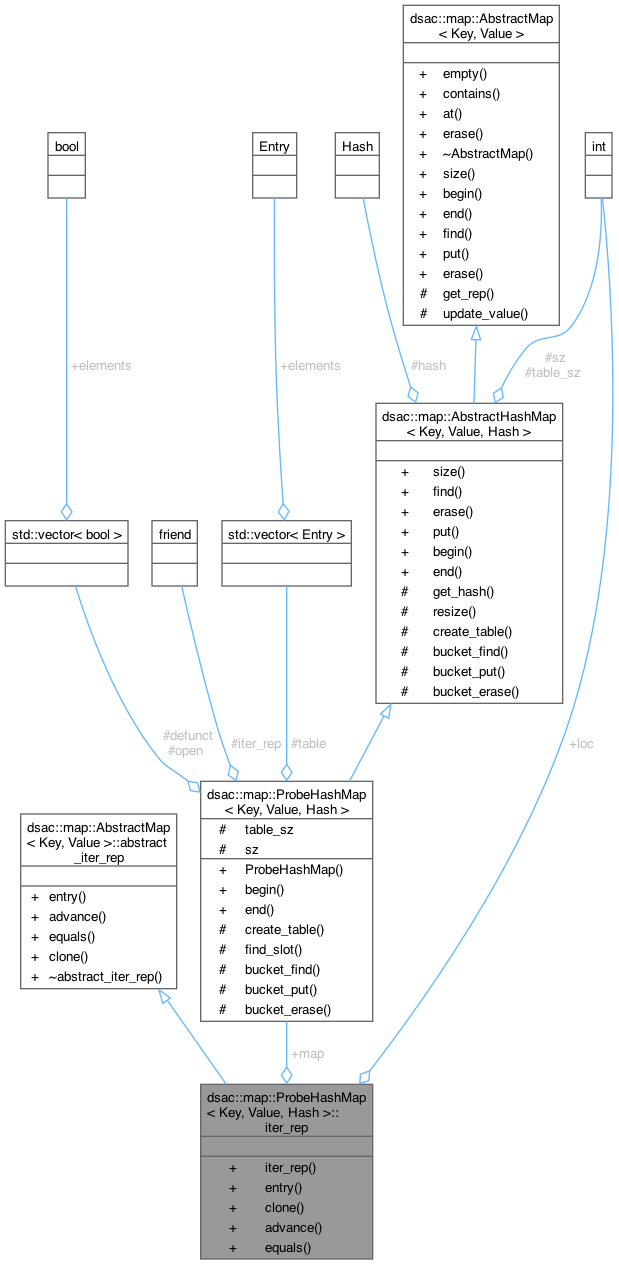 dsac::map::AbstractMap
< Key, Value >
+ empty()
+ contains()
+ at()
+ erase()
+ ~AbstractMap()
+ size()
+ begin()
+ end()
+ find()
+ put()
+ erase()
# get_rep()
# update_value()
bool
Entry
Hash
int
+elements
+elements
#hash
#sz
#table_sz
dsac::map::AbstractHashMap
< Key, Value, Hash >
+ size()
+ find()
+ erase()
+ put()
+ begin()
+ end()
# get_hash()
# resize()
# create_table()
# bucket_find()
# bucket_put()
# bucket_erase()
std::vector< bool >
friend
std::vector< Entry >
#defunct
#open
#iter_rep
#table
+loc
dsac::map::ProbeHashMap
< Key, Value, Hash >
# table_sz
# sz
+ ProbeHashMap()
+ begin()
+ end()
# create_table()
# find_slot()
# bucket_find()
# bucket_put()
# bucket_erase()
dsac::map::AbstractMap
< Key, Value >::abstract
_iter_rep
+ entry()
+ advance()
+ equals()
+ clone()
+ ~abstract_iter_rep()
+map
dsac::map::ProbeHashMap
< Key, Value, Hash >::
iter_rep
+ iter_rep()
+ entry()
+ clone()
+ advance()
+ equals()